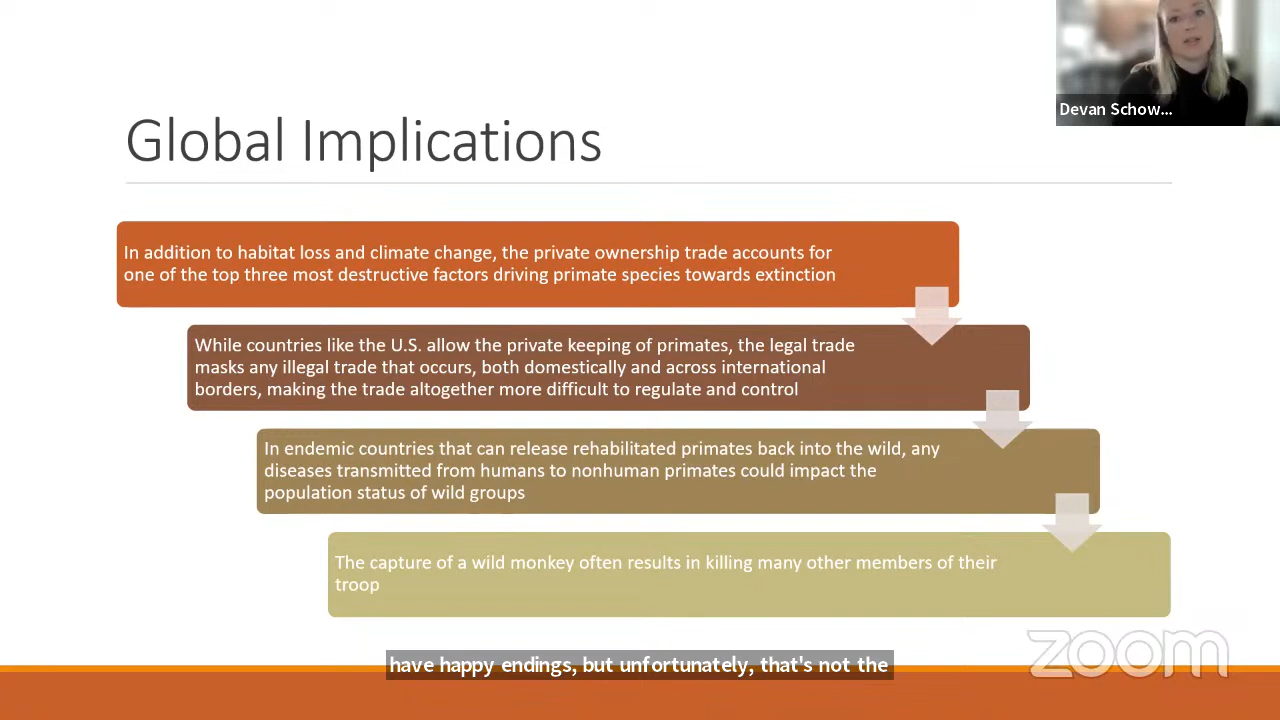 Devan Schow...
Global Implications
In addition to habitat loss and climate change, the private ownership trade accounts for
one of the top three most destructive factors driving primate species towards extinction
While countries like the U.S. allow the private keeping of primates, the legal trade
masks any illegal trade that occurs, both domestically and across international
borders, making the trade altogether more difficult to regulate and control
In endemic countries that can release rehabilitated primates back into the wild, any
diseases transmitted from humans to nonhuman primates could impact the
population status of wild groups
The capture of a wild monkey often results in killing many other members of their
troop
zoom
have happy endings, but unfortunately, that's not the